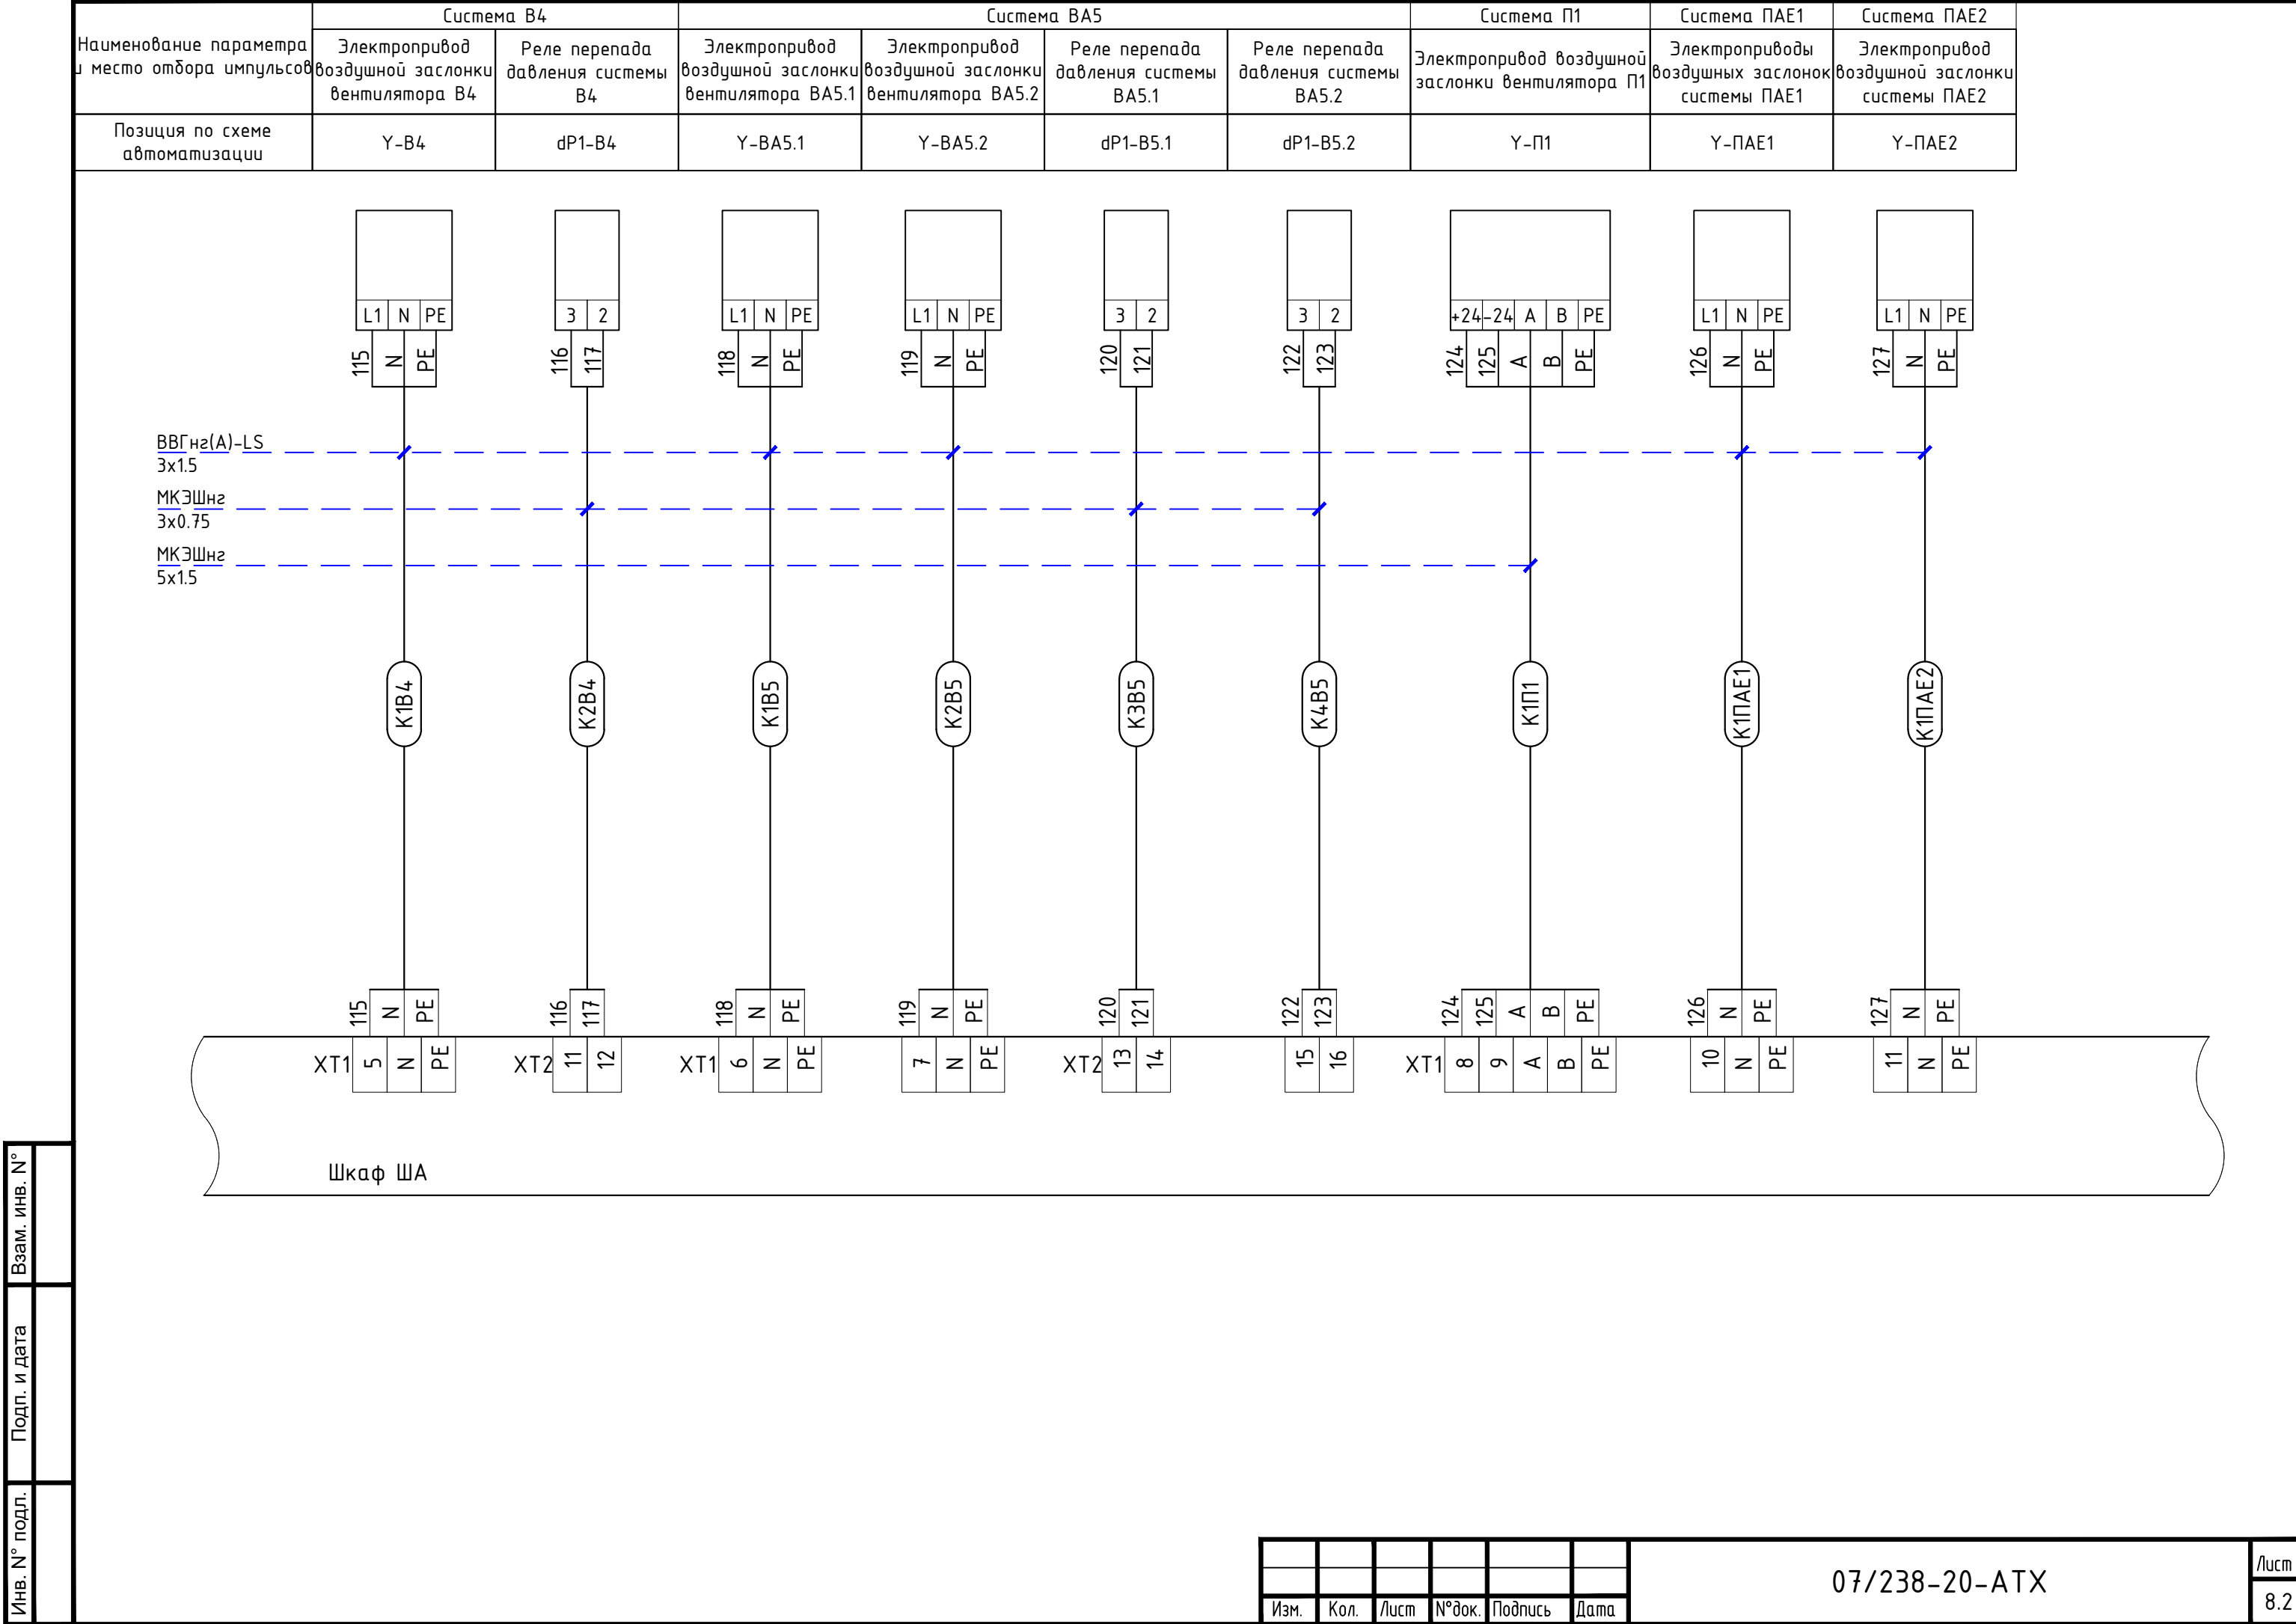 Система В4 Система ВА5 Система П1 Система ПАЕ1 Система ПАЕ2
Наименование параметра
и место отбора импульсов
Электропривод
воздушной заслонки
вентилятора В4
Реле перепада
давления системы
В4
Электропривод
воздушной заслонки
вентилятора ВА5.1
Электропривод
воздушной заслонки
вентилятора ВА5.2
Реле перепада
давления системы
ВА5.1
Реле перепада
давления системы
ВА5.2
Электропривод воздушной
заслонки вентилятора П1
Электроприводы
воздушных заслонок
системы ПАЕ1
Электропривод
воздушной заслонки
системы ПАЕ2
Позиция по схеме
автоматизации
Y-В4 dP1-В4 Y-ВА5.1 Y-ВА5.2 dP1-В5.1 dP1-В5.2 Y-П1 Y-ПАЕ1 Y-ПАЕ2
L1 N PE 3 2 L1 N PE L1 N PE 3 2 3 2 +24 -24 A B PE L1 N PE L1 N PE
115 N PE 116 117 118 N PE 119 N PE 120 121 122 123 124 125 A B PE 126 N PE 127 N PE
ВВГнг(А)-LS
3х1.5
МКЭШнг
3х0.75
МКЭШнг
5х1.5
К1В4 К2В4 К1В5 К2В5 К3В5 К4В5 К1П1 К1ПАЕ1 К1ПАЕ2
115 N PE 116 117 118 N PE 119 N PE 120 121 122 123 124 125 A B PE 126 N PE 127 N PE
ХТ1 5 N PE ХТ2 11 12 ХТ1 6 N PE 7 N PE ХТ2 13 14 15 16 ХТ1 8 9 A B PE 10 N PE 11 N PE
Шкаф ША
Взам. инв. N°
Подп. и дата
Инв. N° подл.
Изм. Кол. Лист N°док. Подпись Дата
07/238-20-АТХ
Лист
8.2